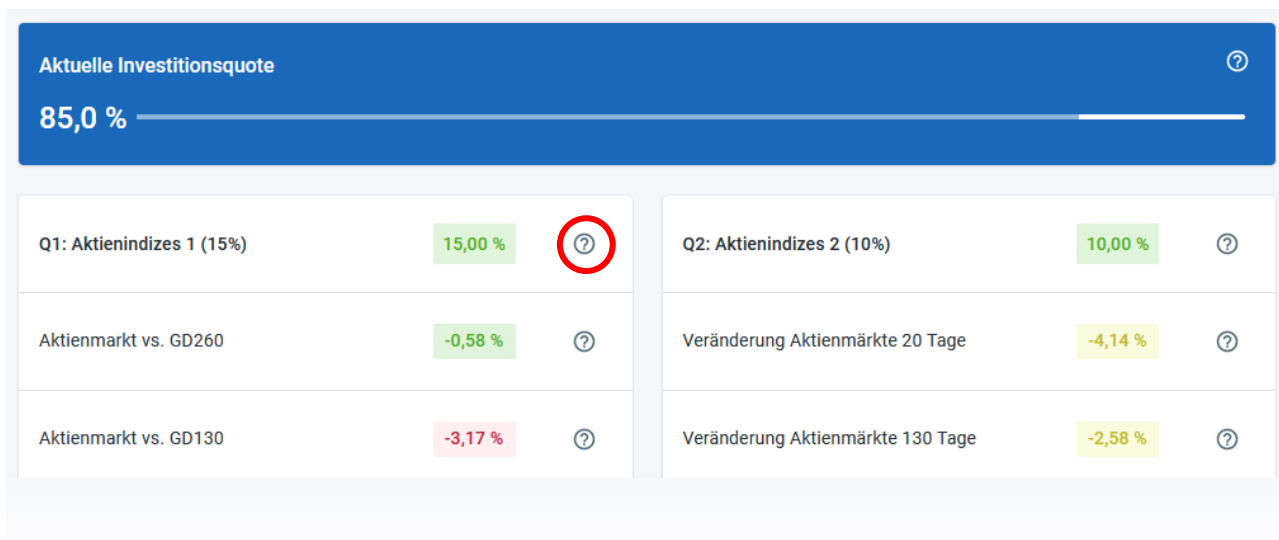 Aktuelle Investitionsquote
85,0 %
Q1: Aktienindizes 1 (15%) 15,00 %
Aktienmarkt vs. GD260 -0,58 %
Aktienmarkt vs. GD130 -3,17 %
Q2: Aktienindizes 2 (10%) 10,00 %
Veränderung Aktienmärkte 20 Tage -4,14 %
Veränderung Aktienmärkte 130 Tage -2,58 %